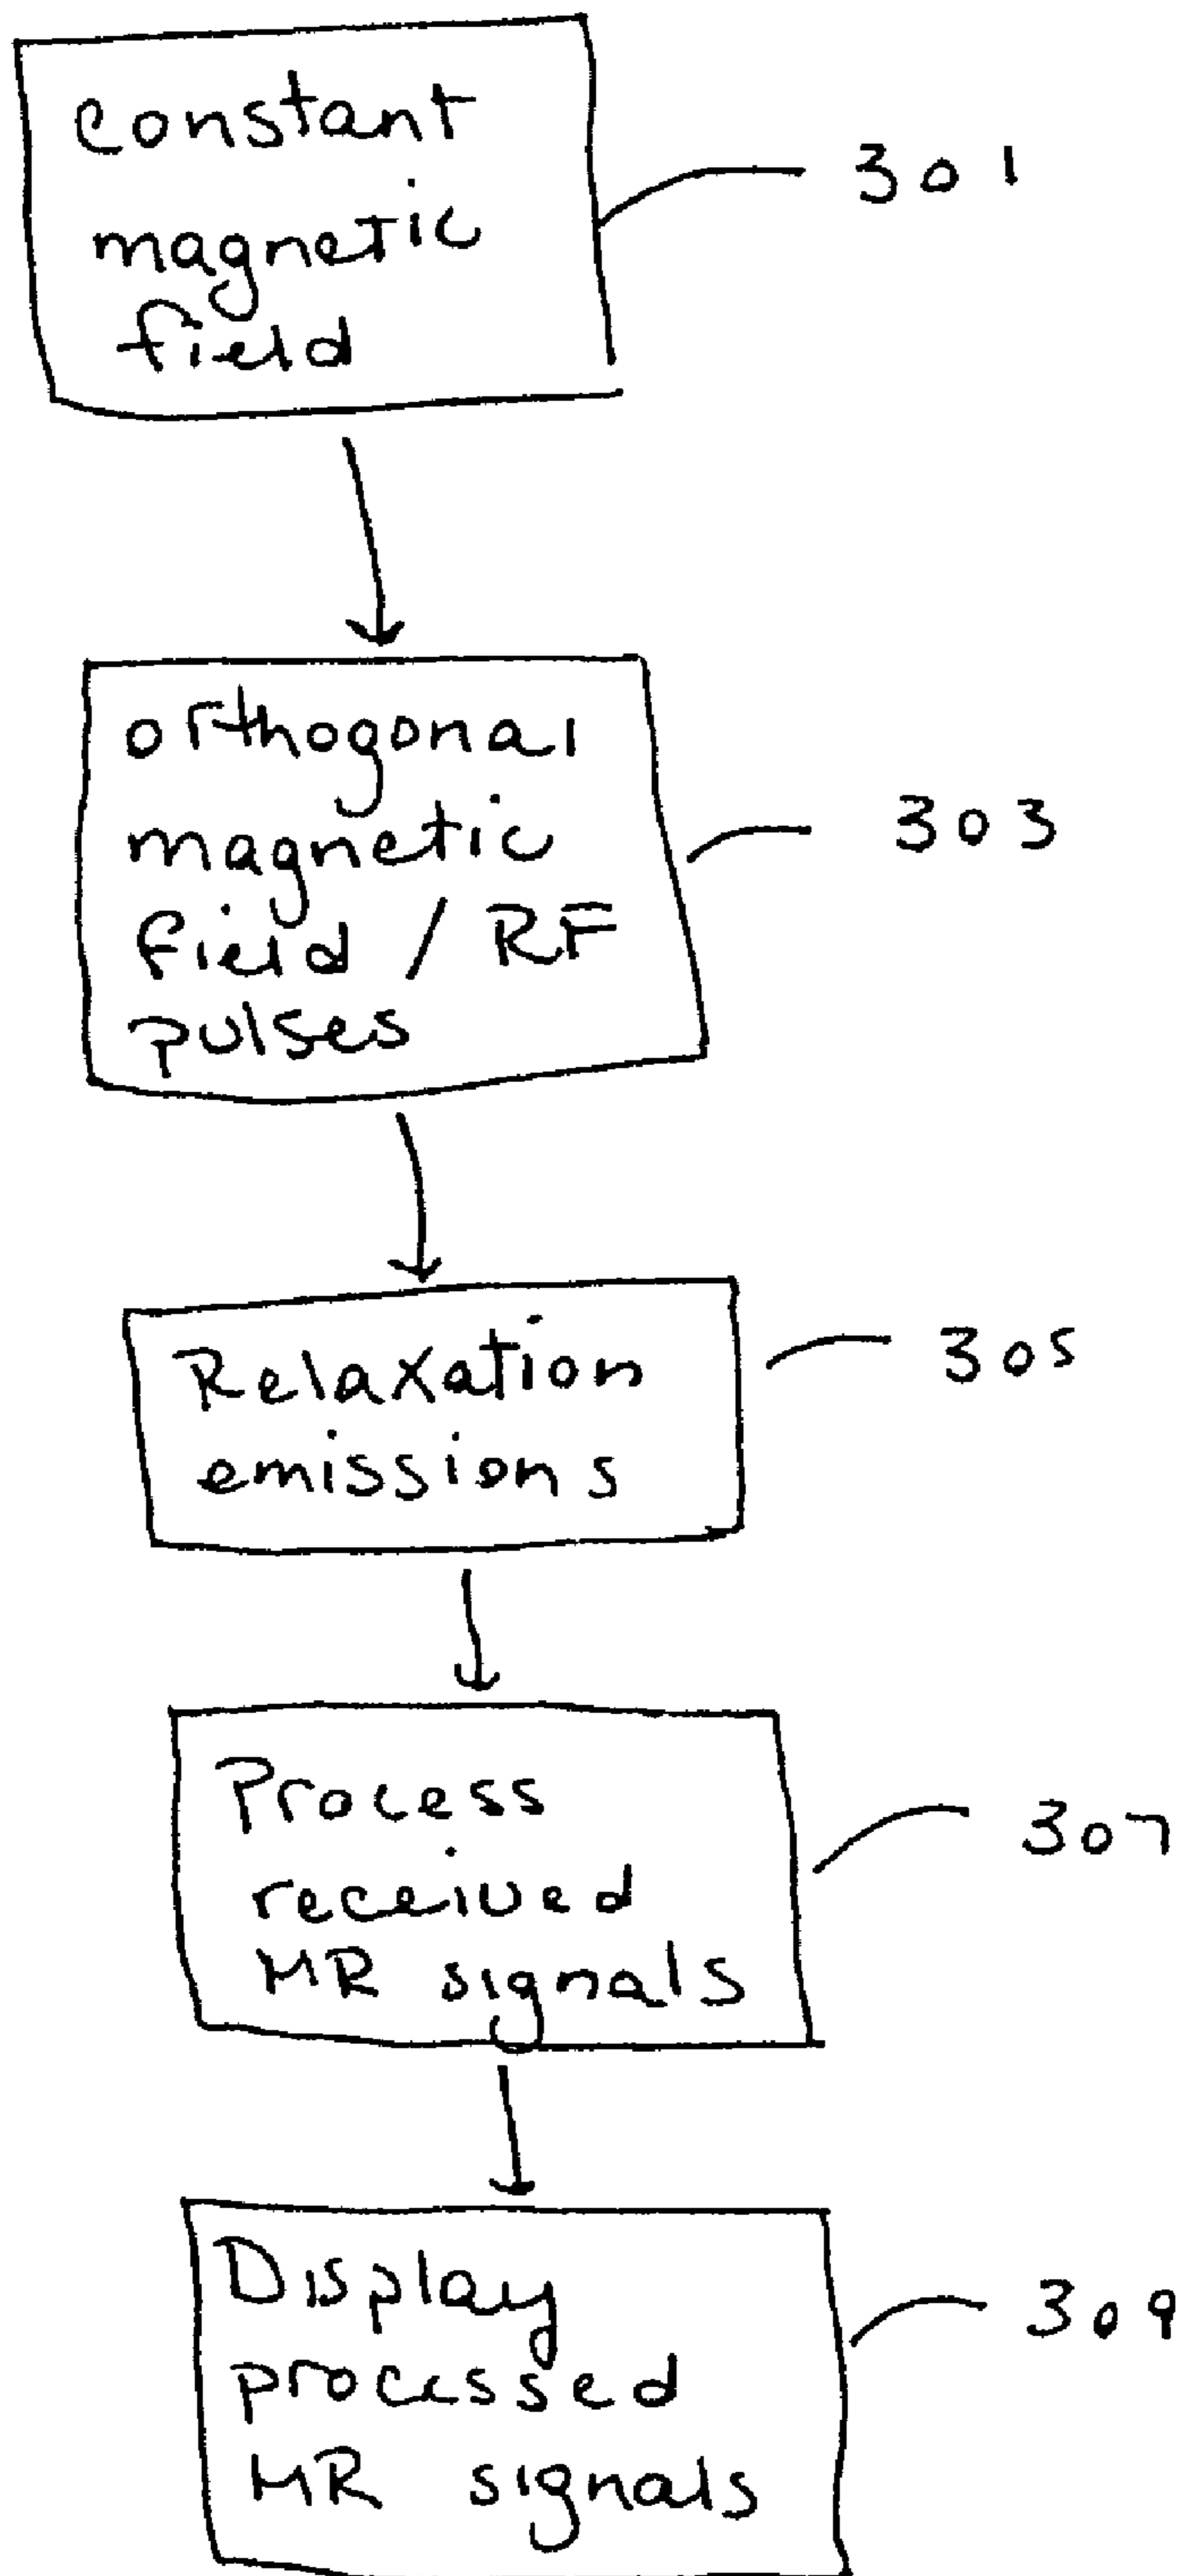 constant
magnetic
field
301
orthogonal
magnetic
field / RF
pulses
303
Relaxation
emissions
305
Process
received
MR signals
307
Display
processed
MR signals
309